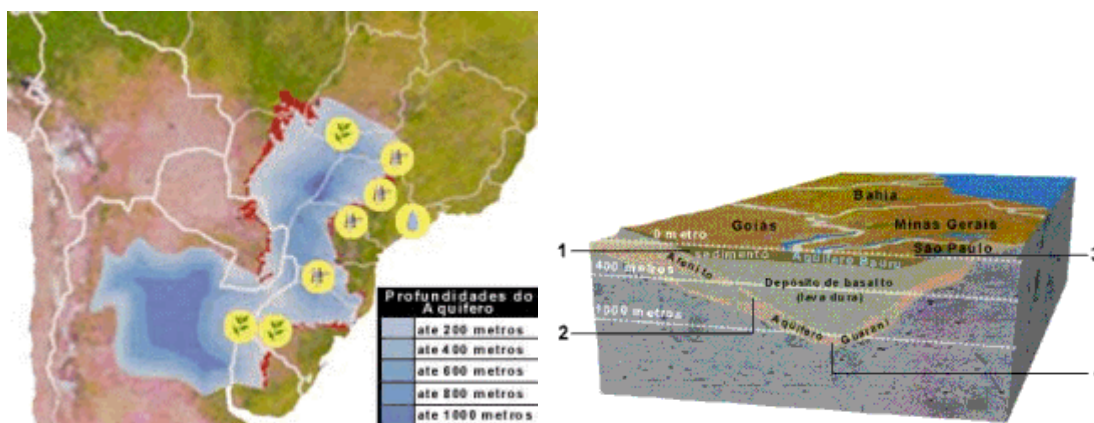 Profundidades do
Aquífero
ate 200 metros
ate 400 metros
ate 600 metros
ate 800 metros
ate 1000 metros
Bahia
Goiás
Minas Gerais
São Paulo
0 metro
1
sedimento
Aquífero Bauru
3
Arenito
400 metros
Depósito de basalto
(lava dura)
1000 metros
Aquífero Guarani
2